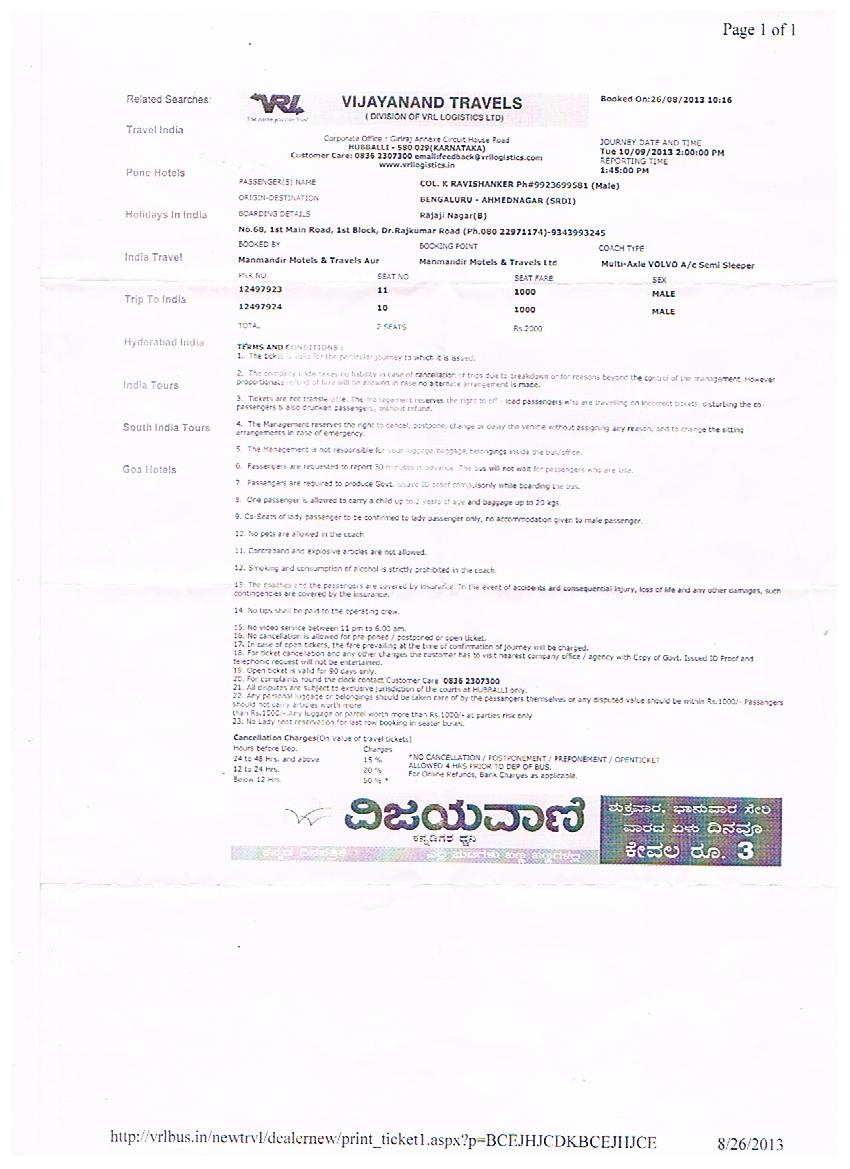 Page 1 of 1
Related Searches:
Travel India
Pune Hotels
Holidays In India
India Travel
Trip To India
Hyderabad India
India Tours
South India Tours
Goa Hotels
VRL
The name you can Trust
VIJAYANAND TRAVELS
( DIVISION OF VRL LOGISTICS LTD)
Booked On:26/08/2013 10:16
Corporate Office : Giriraj Annexe Circuit House Road
HUBBALLI - 580 029(KARNATAKA)
Customer Care: 0836 2307300 email:feedback@vrllogistics.com
www.vrllogistics.in
JOURNEY DATE AND TIME
Tue 10/09/2013 2:00:00 PM
REPORTING TIME
1:45:00 PM
PASSENGER(S) NAME COL. K RAVISHANKER Ph#9923699581 (Male)
ORIGIN-DESTINATION BENGALURU - AHMEDNAGAR (SRDI)
BOARDING DETAILS Rajaji Nagar(B)
No.68, 1st Main Road, 1st Block, Dr.Rajkumar Road (Ph.080 22971174)-9343993245
BOOKED BY BOOKING POINT COACH TYPE
Manmandir Motels & Travels Aur Manmandir Motels & Travels Ltd Multi-Axle VOLVO A/c Semi Sleeper
PNR NO SEAT NO SEAT FARE SEX
12497923 11 1000 MALE
12497924 10 1000 MALE
TOTAL 2 SEATS Rs.2000
TERMS AND CONDITIONS :
1. The ticket is valid for the particular journey to which it is issued.
2. The company undertakes no liability in case of cancellation of trips due to breakdown or for reasons beyond the control of the management. However
proportionate refund of fare will be allowed in case no alternate arrangement is made.
3. Tickets are not transferable. The management reserves the right to off - load passengers who are travelling on incorrect tickets, disturbing the co-
passengers & also drunken passengers, without refund.
4. The Management reserves the right to cancel, postpone, change or delay the service without assigning any reason, and to change the sitting
arrangements in case of emergency.
5. The Management is not responsible for your luggage, baggage, belongings inside the bus/office.
6. Passengers are requested to report 30 minutes in advance. The bus will not wait for passengers who are late.
7. Passengers are required to produce Govt. issued ID proof compulsorily while boarding the bus.
8. One passenger is allowed to carry a child up to 2 years of age and baggage up to 20 kgs.
9. Co-Seats of lady passenger to be confirmed to lady passenger only, no accommodation given to male passenger.
10. No pets are allowed in the coach
11. Contraband and explosive articles are not allowed.
12. Smoking and consumption of alcohol is strictly prohibited in the coach
13. The coaches and the passengers are covered by insurance. In the event of accidents and consequential injury, loss of life and any other damages, such
contingencies are covered by the insurance.
14. No tips shall be paid to the operating crew.
15. No video service between 11 pm to 6.00 am.
16. No cancellation is allowed for pre-poned / postponed or open ticket.
17. In case of open tickets, the fare prevailing at the time of confirmation of journey will be charged.
18. For ticket cancellation and any other changes the customer has to visit nearest company office / agency with Copy of Govt. Issued ID Proof and
telephonic request will not be entertained.
19. Open ticket is valid for 90 days only.
20. For complaints round the clock contact Customer Care 0836 2307300
21. All disputes are subject to exclusive jurisdiction of the courts at HUBBALLI only.
22. Any personal luggage or belongings should be taken care of by the passengers themselves or any disputed value should be within Rs.1000/- Passengers
should not carry articles worth more
than Rs.1000/-.Any luggage or parcel worth more than Rs.1000/- at parties risk only
23. No Lady seat reservation for last row booking in seater buses.
Cancellation Charges(On Value of travel tickets)
Hours before Dep. Charges
24 to 48 Hrs. and above 15 %
12 to 24 Hrs. 20 %
Below 12 Hrs. 50 % *
*NO CANCELLATION / POSTPONEMENT / PREPONEMENT / OPENTICKET
ALLOWED 4 HRS PRIOR TO DEP OF BUS.
For Online Refunds, Bank Charges as applicable.
ವಿಜಯವಾಣಿ
ಕನ್ನಡಿಗರ ಧ್ವನಿ
ಕನ್ನಡ ದಿನಪತ್ರಿಕೆ
ಎಲ್ಲ ಪುಟಗಳು ಬಣ್ಣ ಬಣ್ಣಗಳಲ್ಲಿ
ಶುಕ್ರವಾರ, ಭಾನುವಾರ ಸೇರಿ
ವಾರದ ಏಳು ದಿನವೂ
ಕೇವಲ ರೂ. 3
http://vrlbus.in/newtrvl/dealernew/print_ticket1.aspx?p=BCEJHJCDKBCEJHJCE 8/26/2013